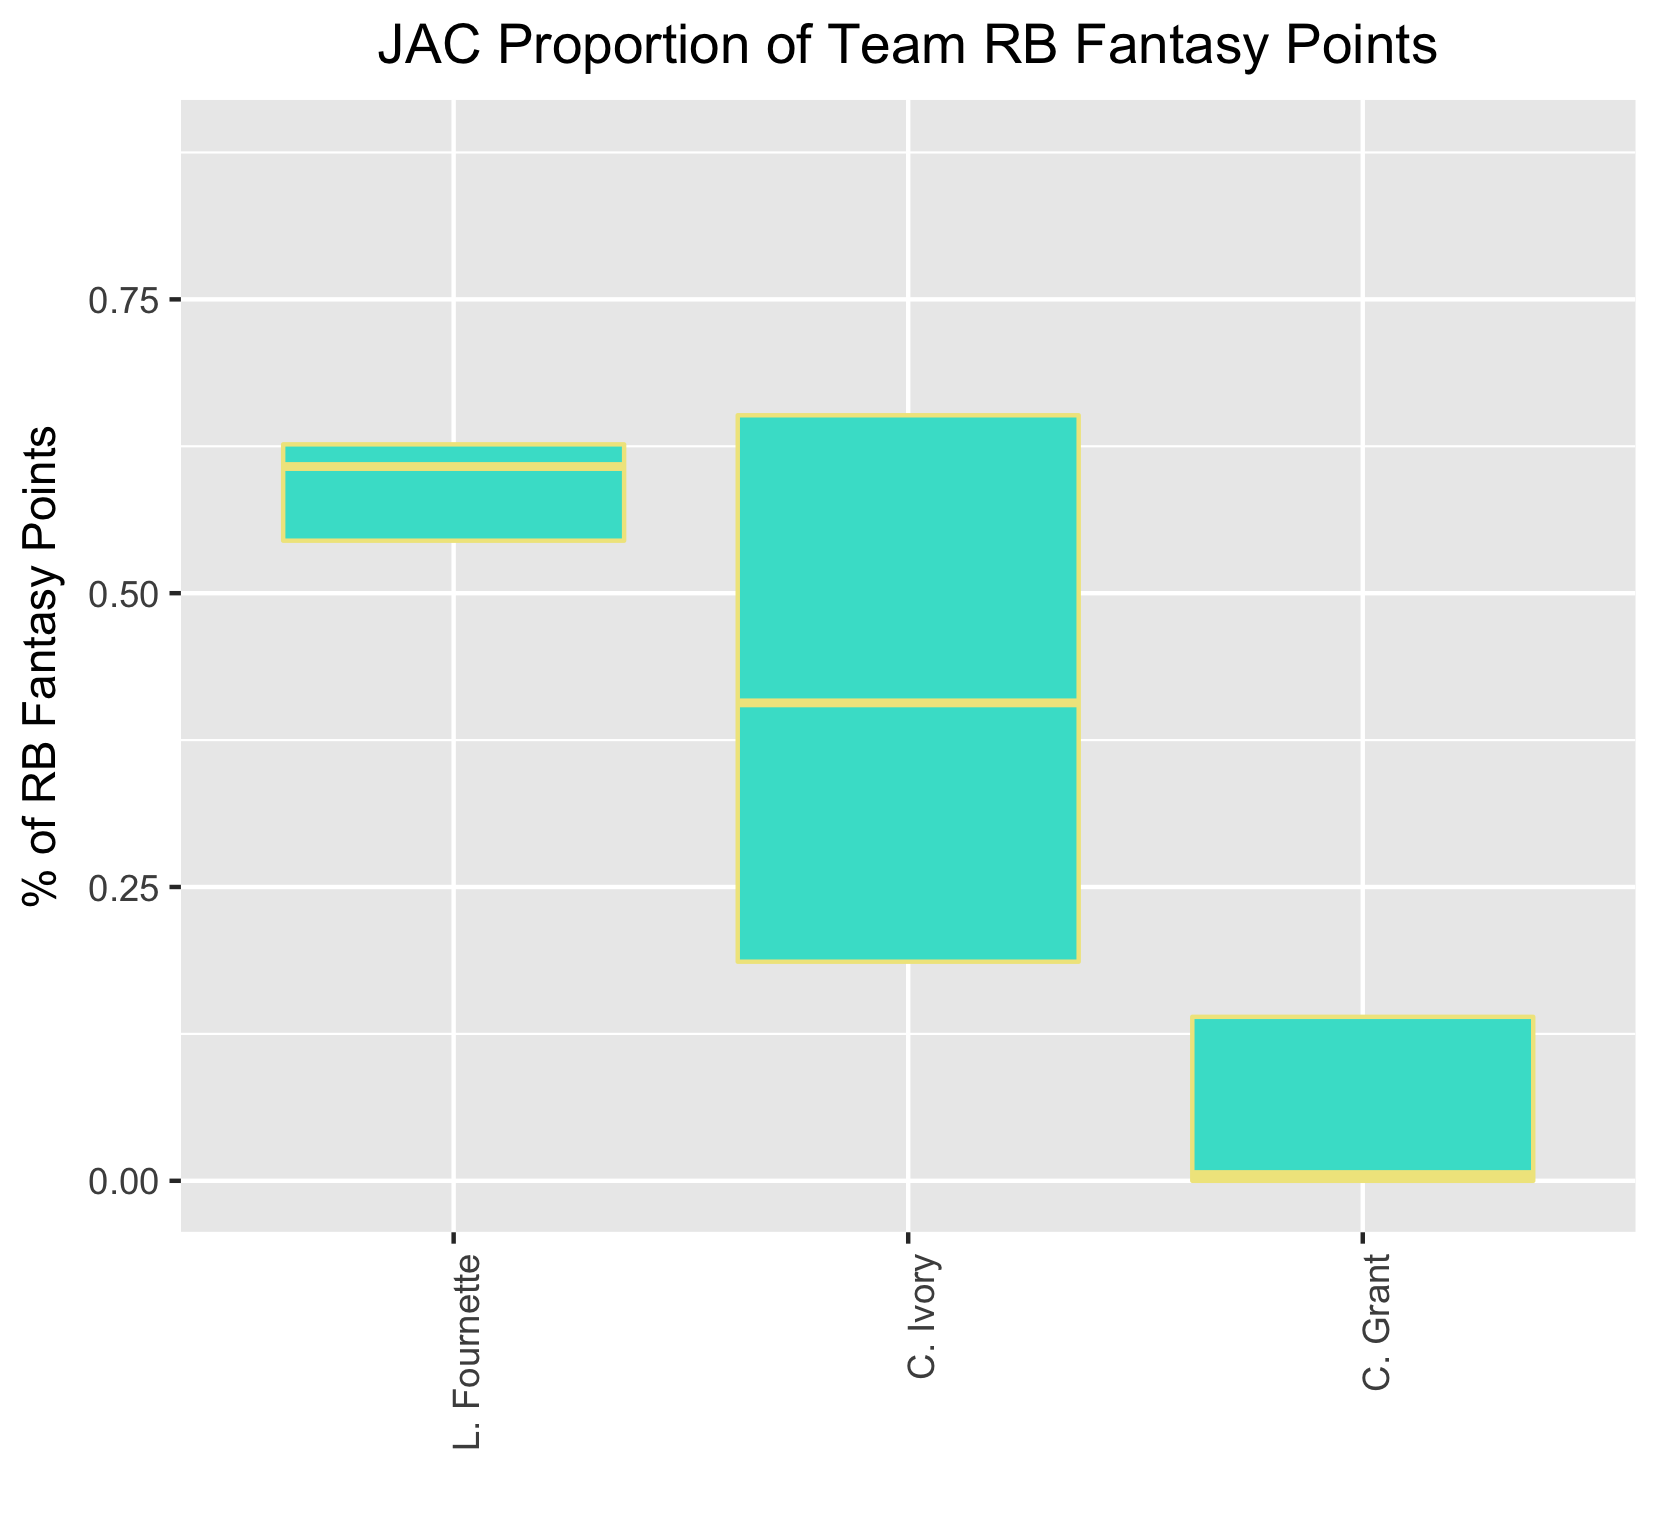 JAC Proportion of Team RB Fantasy Points
% of RB Fantasy Points
0.75
0.50
0.25
0.00
L. Fournette
C. Ivory
C. Grant